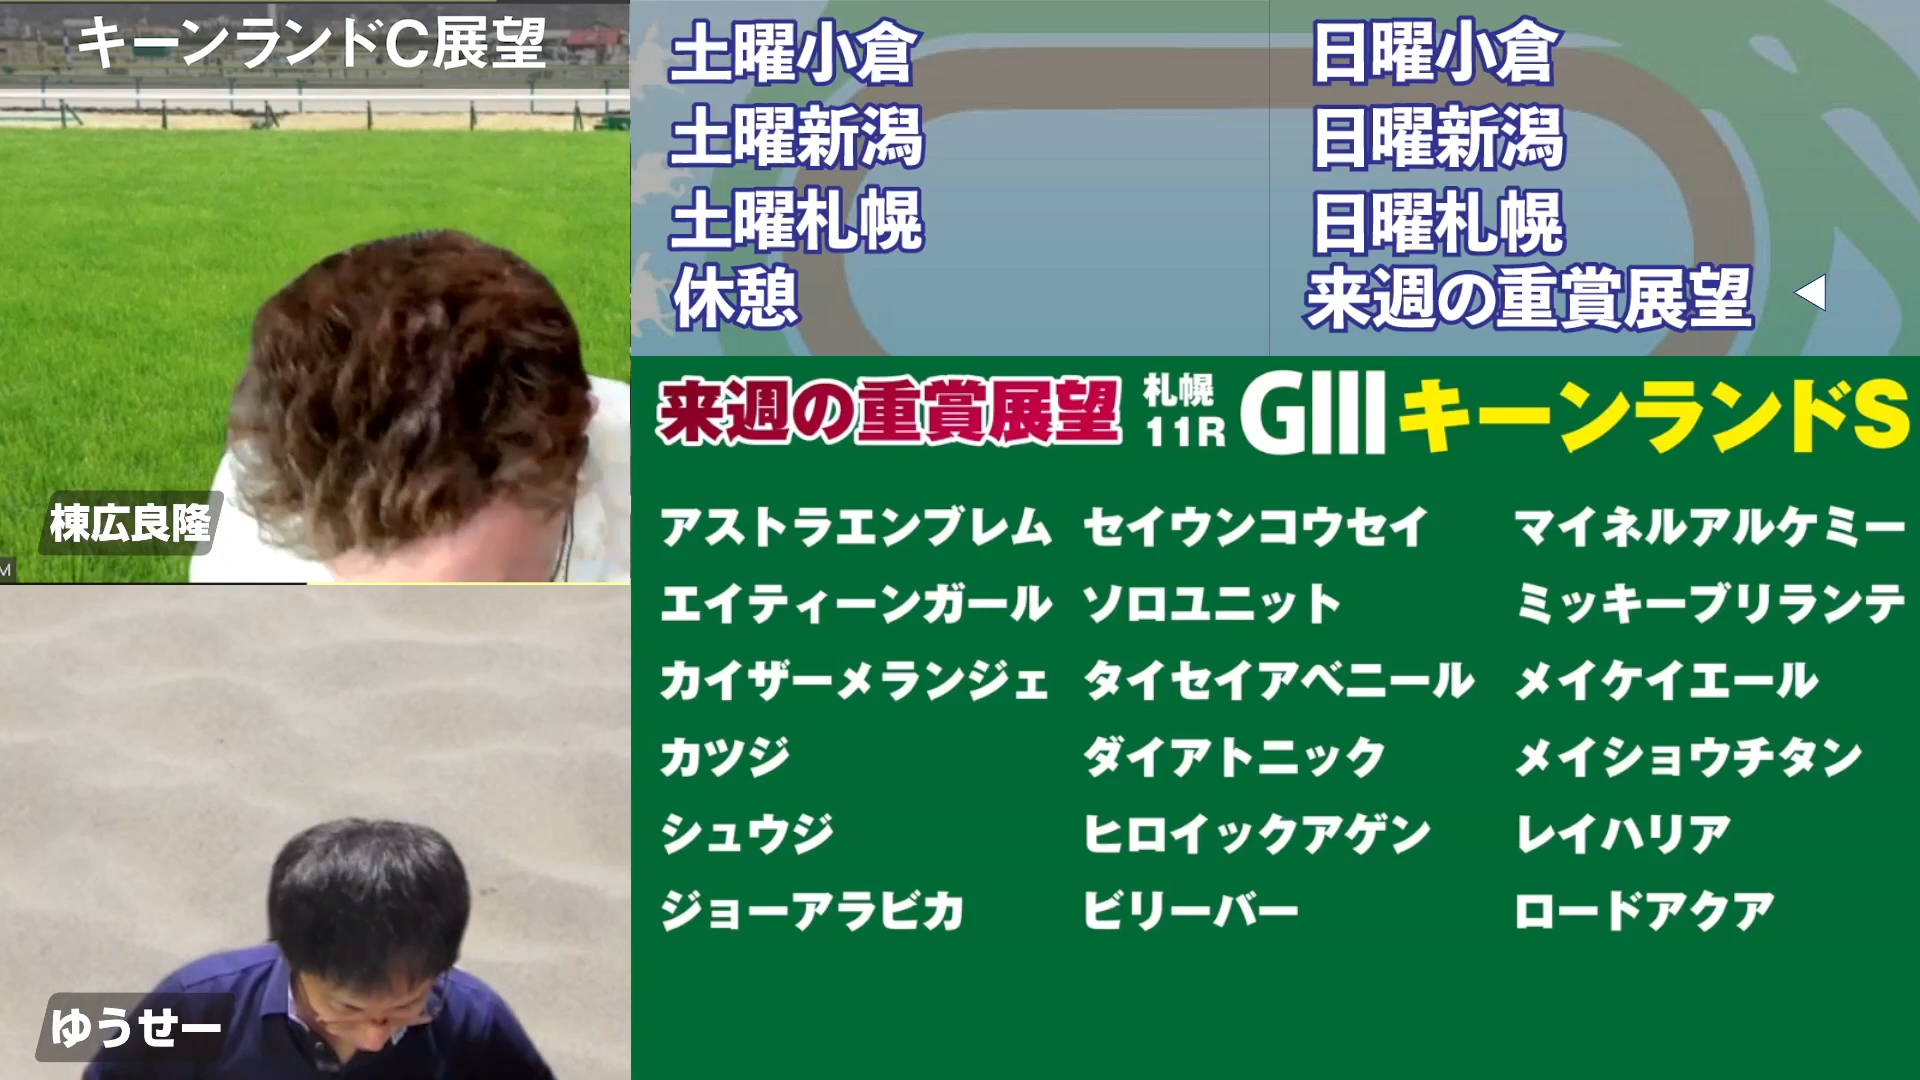 キーンランドC展望
棟広良隆
M
ゆうせー
土曜小倉
土曜新潟
土曜札幌
休憩
日曜小倉
日曜新潟
日曜札幌
来週の重賞展望
来週の重賞展望 札幌 11R GIII キーンランドS
アストラエンブレム セイウンコウセイ マイネルアルケミー
エイティーンガール ソロユニット ミッキーブリランテ
カイザーメランジェ タイセイアベニール メイケイエール
カツジ ダイアトニック メイショウチタン
シュウジ ヒロイックアゲン レイハリア
ジョーアラビカ ビリーバー ロードアクア